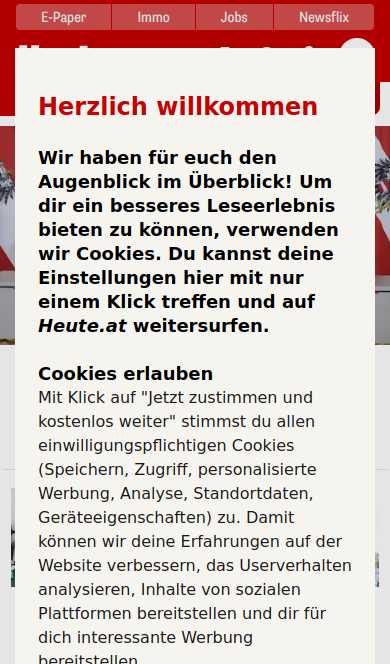 E-Paper Immo Jobs Newsflix
Herzlich willkommen
Wir haben für euch den
Augenblick im Überblick! Um
dir ein besseres Leseerlebnis
bieten zu können, verwenden
wir Cookies. Du kannst deine
Einstellungen hier mit nur
einem Klick treffen und auf
Heute.at weitersurfen.
Cookies erlauben
Mit Klick auf "Jetzt zustimmen und
kostenlos weiter" stimmst du allen
einwilligungspflichtigen Cookies
(Speichern, Zugriff, personalisierte
Werbung, Analyse, Standortdaten,
Geräteeigenschaften) zu. Damit
können wir deine Erfahrungen auf der
Website verbessern, das Userverhalten
analysieren, Inhalte von sozialen
Plattformen bereitstellen und dir für
dich interessante Werbung
bereitstellen